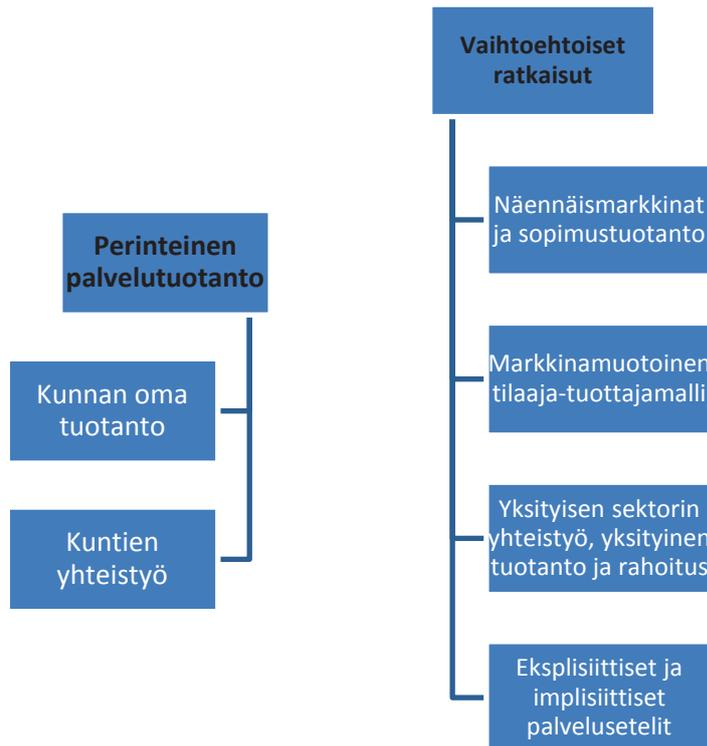 Perinteinen
palvelutuotanto
Kunnan oma
tuotanto
Kuntien
yhteistyö
Vaihtoehtoiset
ratkaisut
Näennäismarkkinat
ja sopimustuotanto
Markkinamuotoinen
tilaaja-tuottajamalli
Yksityisen sektorin
yhteistyö, yksityinen
tuotanto ja rahoitus
Eksplisiittiset ja
implisiittiset
palvelusetelit